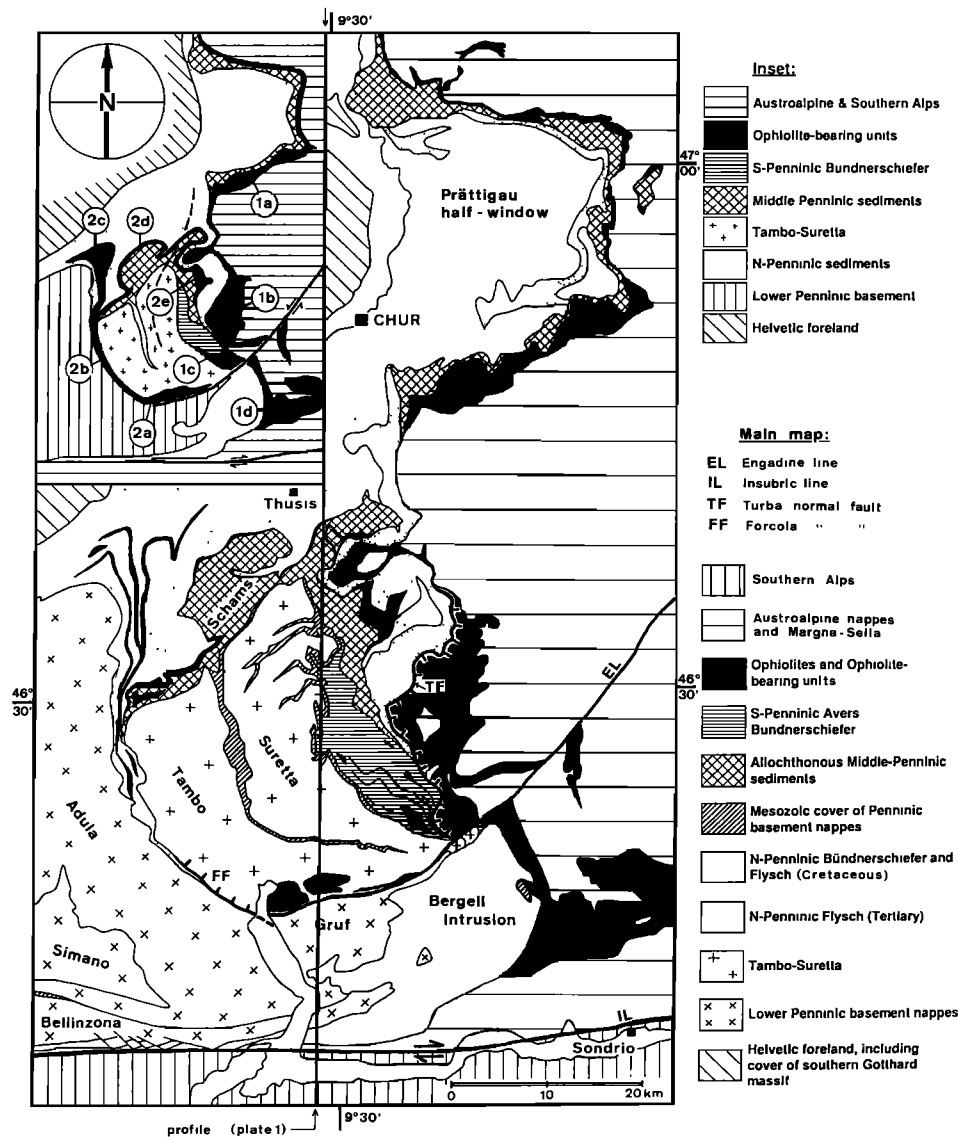 9°30'
N
1a
2c
2d
2e
1b
2b
1c
1d
2a
Prättigau
half-window
CHUR
47°
00'
Thusis
Schams
46°
30'
46°
30'
TF
EL
Suretta
Tambo
Adula
FF
Gruf
Bergell
Intrusion
Simano
Bellinzona
IL
Sondrio
0 10 20 km
9°30'
profile (plate 1)
Inset:
Austroalpine & Southern Alps
Ophiolite-bearing units
S-Penninic Bundnerschiefer
Middle Penninic sediments
Tambo-Suretta
N-Penninic sediments
Lower Penninic basement
Helvetic foreland
Main map:
EL Engadine line
IL Insubric line
TF Turba normal fault
FF Forcola " "
Southern Alps
Austroalpine nappes
and Margna-Sella
Ophiolites and Ophiolite-
bearing units
S-Penninic Avers
Bundnerschiefer
Allochthonous Middle-Penninic
sediments
Mesozoic cover of Penninic
basement nappes
N-Penninic Bündnerschiefer and
Flysch (Cretaceous)
N-Penninic Flysch (Tertiary)
Tambo-Suretta
Lower Penninic basement nappes
Helvetic foreland, including
cover of southern Gotthard
massif